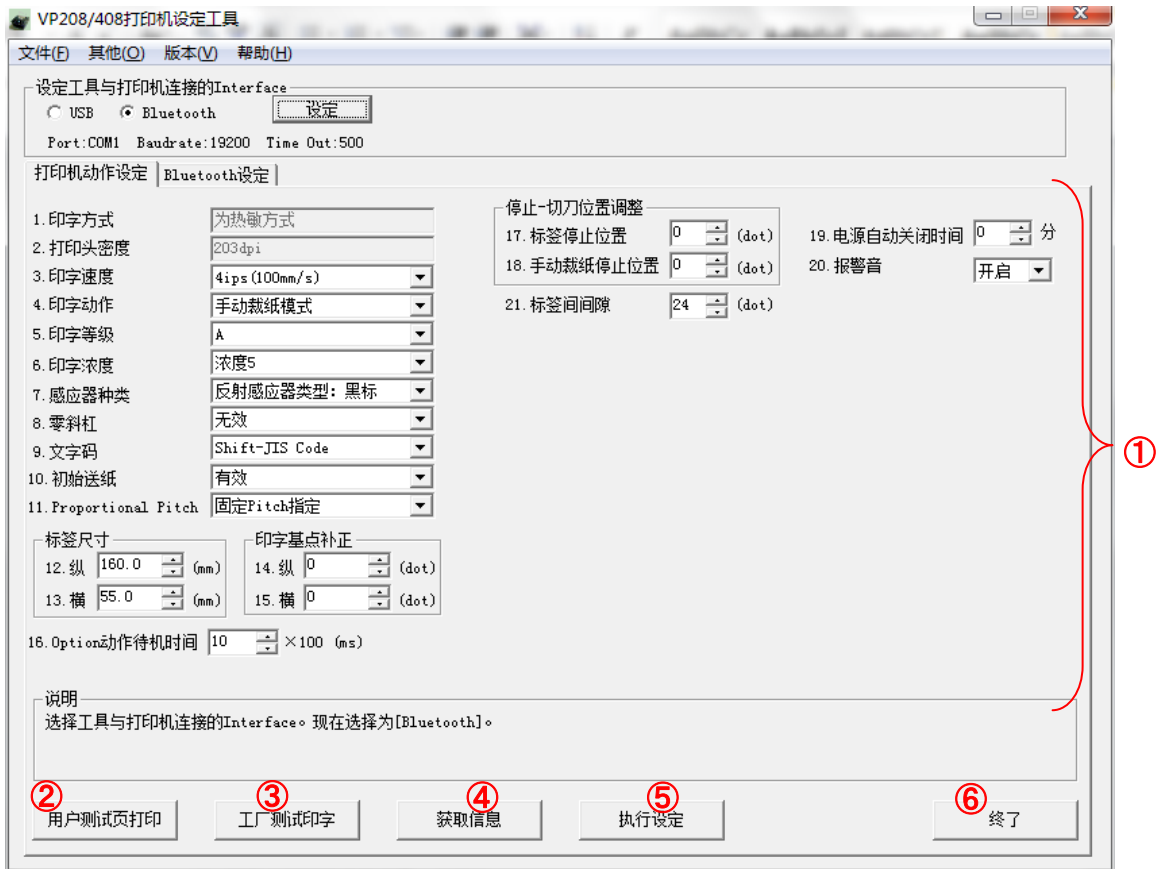 VP208/408打印机设定工具
文件(F) 其他(O) 版本(V) 帮助(H)
设定工具与打印机连接的Interface
USB Bluetooth 设定
Port:COM1 Baudrate:19200 Time Out:500
打印机动作设定 Bluetooth设定
1.印字方式 为热敏方式
2.打印头密度 203dpi
3.印字速度 4ips(100mm/s)
4.印字动作 手动裁纸模式
5.印字等级 A
6.印字浓度 浓度5
7.感应器种类 反射感应器类型：黑标
8.零斜杠 无效
9.文字码 Shift-JIS Code
10.初始送纸 有效
11.Proportional Pitch 固定Pitch指定
标签尺寸
12.纵 160.0 (mm)
13.横 55.0 (mm)
印字基点补正
14.纵 0 (dot)
15.横 0 (dot)
16.Option动作待机时间 10 ×100 (ms)
停止-切刀位置调整
17.标签停止位置 0 (dot)
18.手动裁纸停止位置 0 (dot)
21.标签间间隙 24 (dot)
19.电源自动关闭时间 0 分
20.报警音 开启
①
说明
选择工具与打印机连接的Interface。现在选择为[Bluetooth]。
② ③ ④ ⑤ ⑥
用户测试页打印 工厂测试印字 获取信息 执行设定 终了